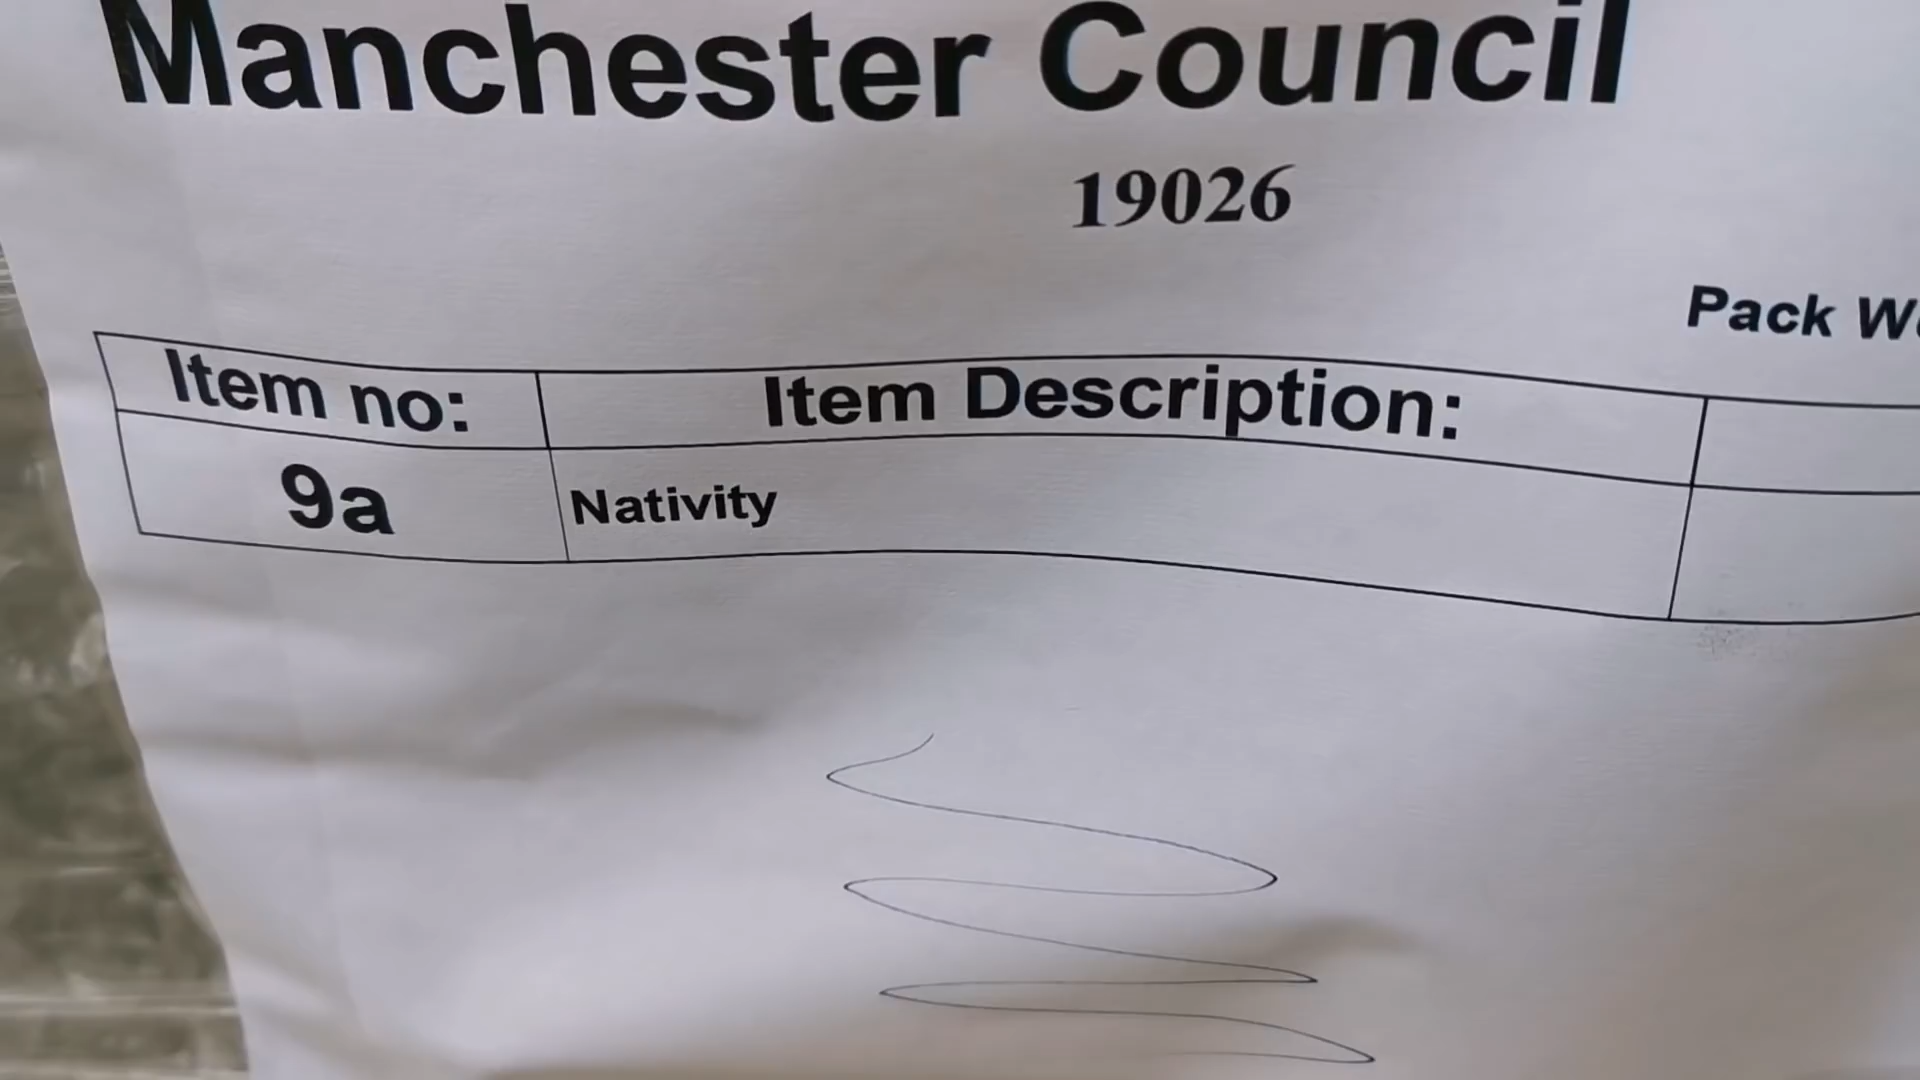 Manchester Council
19026
Pack
Item no: Item Description:
9a Nativity